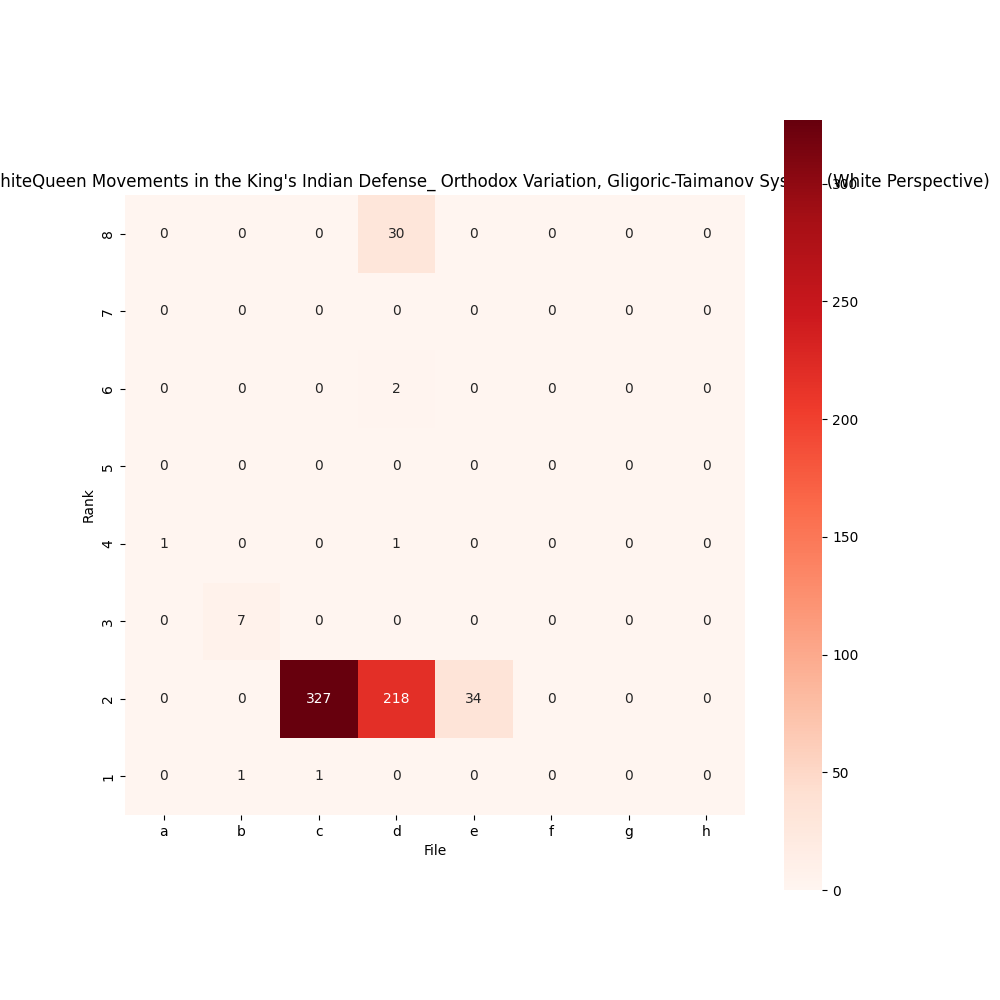 hiteQueen Movements in the King's Indian Defense_ Orthodox Variation, Gligoric-Taimanov Sys (White Perspective)
300
8 0 0 0 30 0 0 0 0
250
7 0 0 0 0 0 0 0 0
6 0 0 0 2 0 0 0 0
200
5 0 0 0 0 0 0 0 0
Rank
150
4 1 0 0 1 0 0 0 0
3 0 7 0 0 0 0 0 0
100
2 0 0 327 218 34 0 0 0
50
1 0 1 1 0 0 0 0 0
a b c d e f g h
File
0